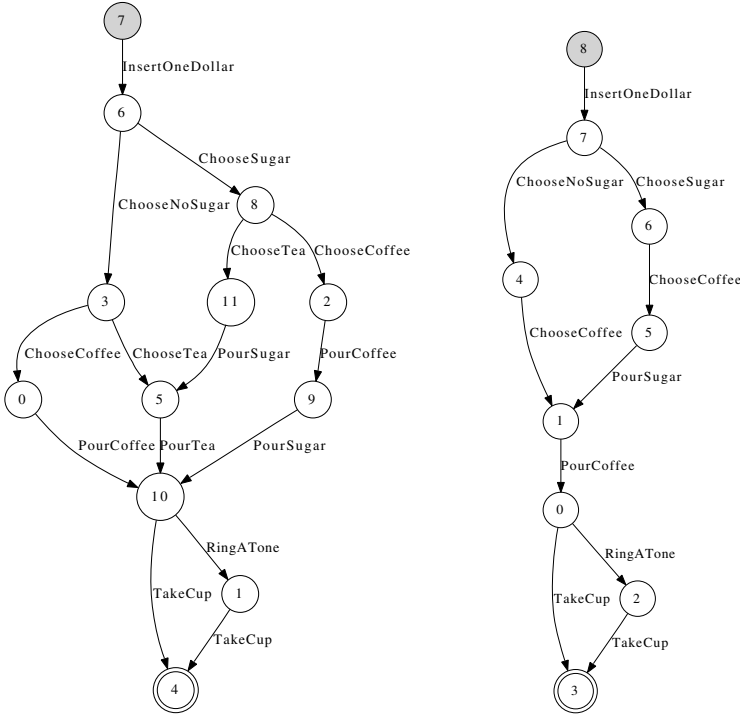 7
8
InsertOneDollar
InsertOneDollar
6
7
ChooseSugar
ChooseNoSugar
ChooseSugar
ChooseNoSugar
8
6
ChooseTea
ChooseCoffee
4
ChooseCoffee
3
11
2
5
ChooseCoffee
ChooseCoffee
ChooseTea
PourSugar
PourCoffee
PourSugar
0
5
9
1
PourCoffee
PourTea
PourSugar
PourCoffee
10
0
RingATone
RingATone
TakeCup
1
TakeCup
2
TakeCup
TakeCup
4
3